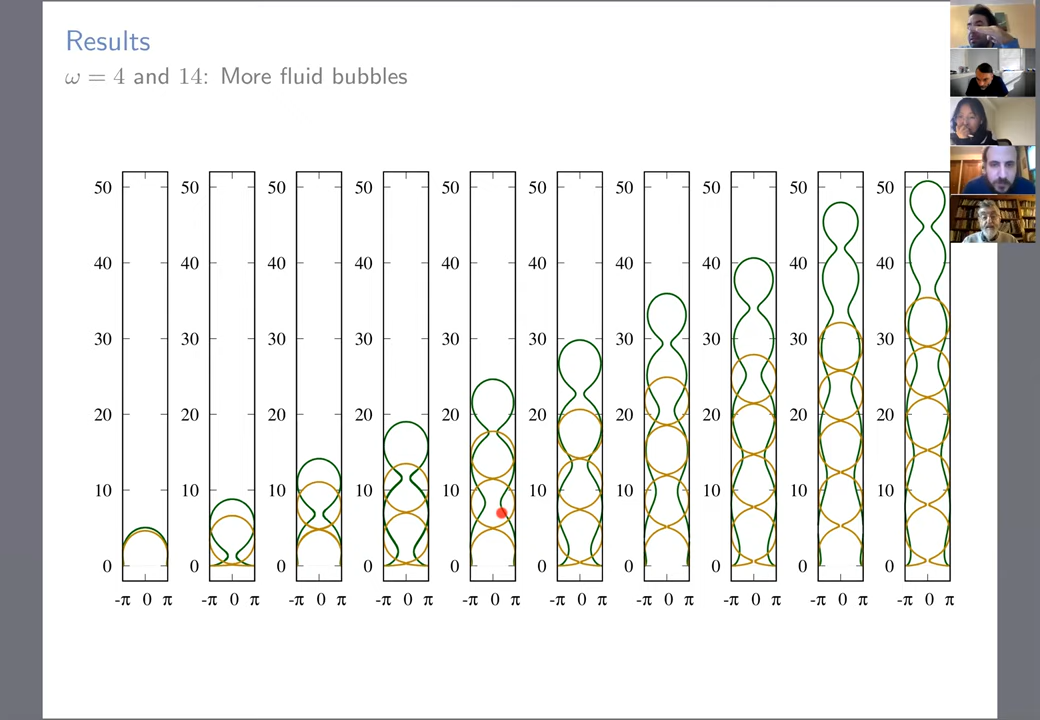 Results
ω = 4 and 14: More fluid bubbles
50 50 50 50 50 50 50 50 50 50
40 40 40 40 40 40 40 40 40 40
30 30 30 30 30 30 30 30 30 30
20 20 20 20 20 20 20 20 20 20
10 10 10 10 10 10 10 10 10 10
0 0 0 0 0 0 0 0 0 0
-π 0 π -π 0 π -π 0 π -π 0 π -π 0 π -π 0 π -π 0 π -π 0 π -π 0 π -π 0 π